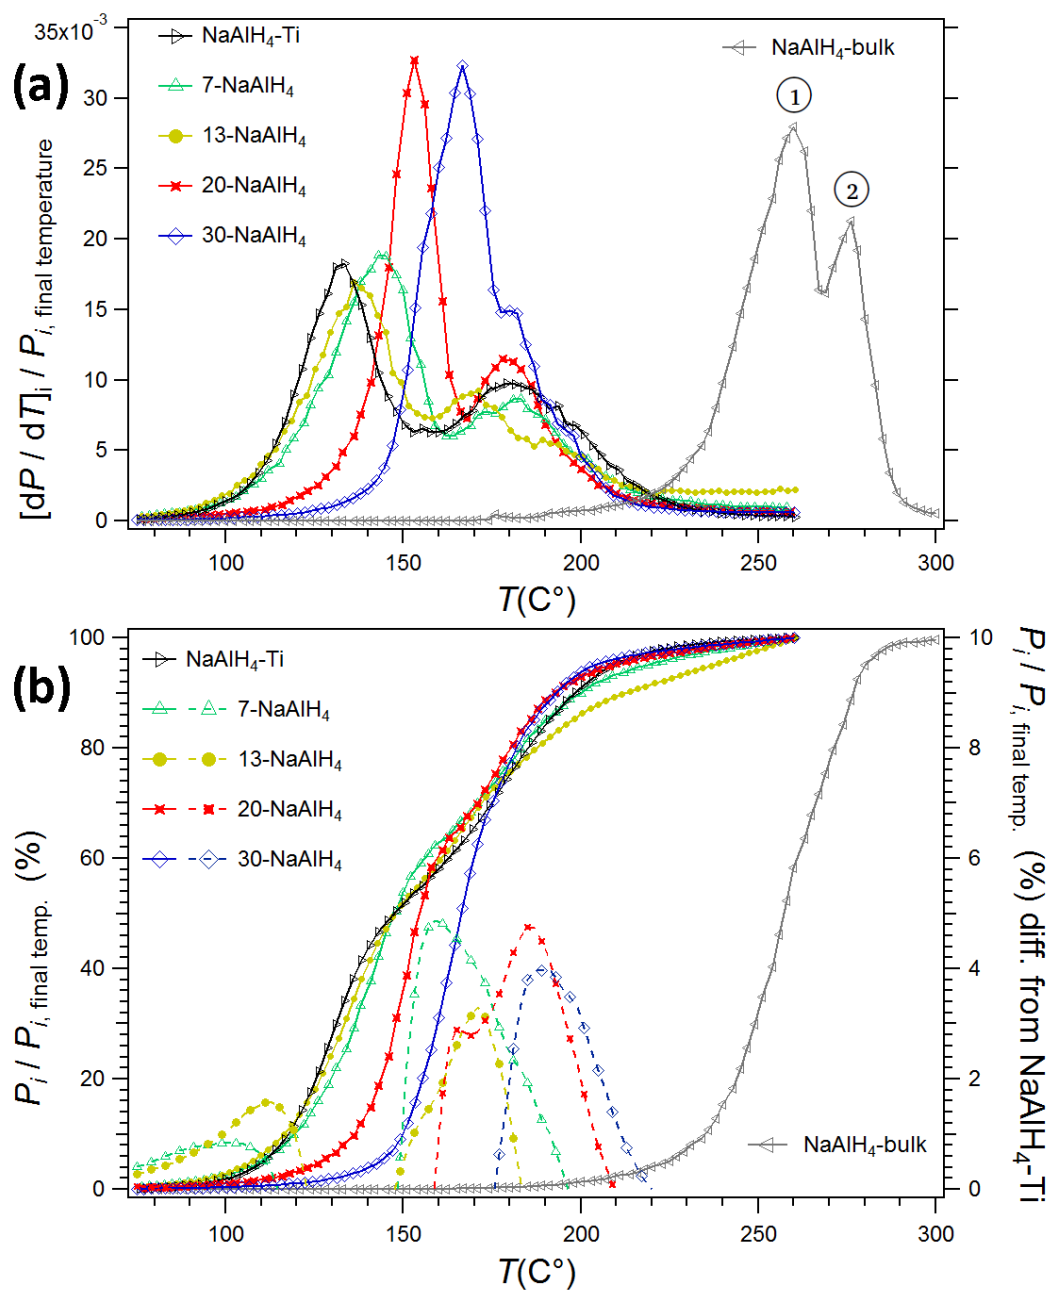 (a)
35x10⁻³
30
25
20
15
10
5
0
[dP / dT]ᵢ / Pᵢ, final temperature
NaAlH₄-Ti
7-NaAlH₄
13-NaAlH₄
20-NaAlH₄
30-NaAlH₄
NaAlH₄-bulk
1
2
100 150 200 250 300
T(C°)
(b)
100
80
60
40
20
0
Pᵢ / Pᵢ, final temp. (%)
NaAlH₄-Ti
7-NaAlH₄
13-NaAlH₄
20-NaAlH₄
30-NaAlH₄
NaAlH₄-bulk
10
8
6
4
2
0
Pᵢ / Pᵢ, final temp. (%) diff. from NaAlH₄-Ti
100 150 200 250 300
T(C°)